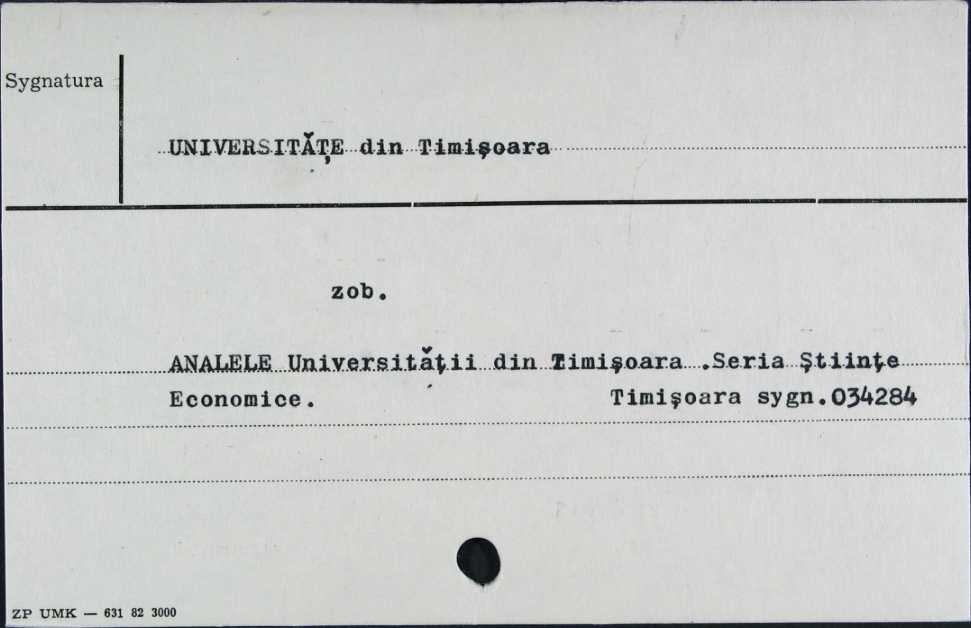 Sygnatura
UNIVERSITĂŢE din Timişoara
zob.
ANALELE Universităţii din Timişoara .Seria Ştiinţe
Economice. Timişoara sygn.034284
ZP UMK — 631 82 3000